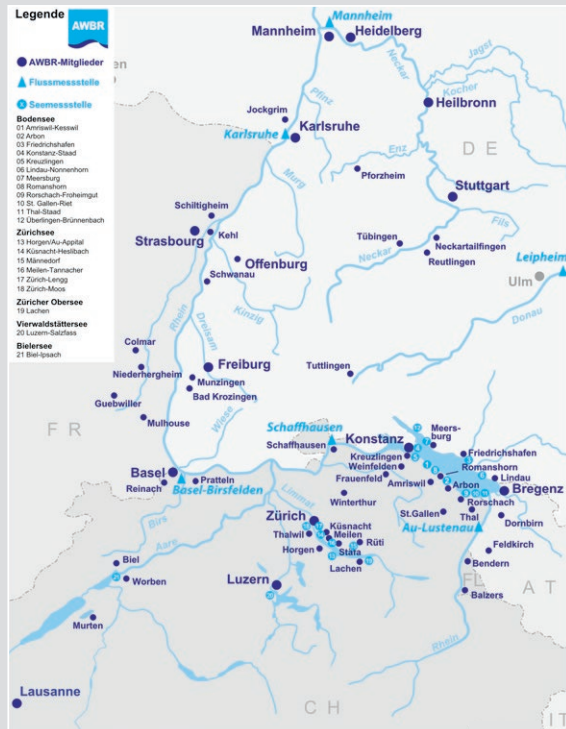 Legende
AWBR
AWBR-Mitglieder
Flussmessstelle
Seemessstelle
Bodensee
01 Amriswil-Kesswil
02 Arbon
03 Friedrichshafen
04 Konstanz-Staad
05 Kreuzlingen
06 Lindau-Nonnenhorn
07 Meersburg
08 Romanshorn
09 Rorschach-Froheimgut
10 St. Gallen-Riet
11 Thal-Staad
12 Überlingen-Brünnenbach
Zürichsee
13 Horgen/Au-Appital
14 Küsnacht-Heslibach
15 Männedorf
16 Meilen-Tannacher
17 Zürich-Lengg
18 Zürich-Moos
Züricher Obersee
19 Lachen
Vierwaldstättersee
20 Luzern-Salzfass
Bielersee
21 Biel-Ipsach
Mannheim
Mannheim
Heidelberg
Neckar
Jagst
Kocher
Pfinz
Heilbronn
Jockgrim
Karlsruhe
Karlsruhe
Enz
DE
Pforzheim
Murg
Stuttgart
Schiltigheim
Strasbourg
Kehl
Fils
Tübingen
Neckartailfingen
Reutlingen
Neckar
Leipheim
Ulm
Offenburg
Schwanau
Kinzig
Rhein
Dreisam
Donau
Colmar
Niederhergheim
Freiburg
Tuttlingen
Munzingen
Bad Krozingen
Guebwiller
Mulhouse
Wiese
FR
Schaffhausen
Schaffhausen
Konstanz
Meers-
burg
Friedrichshafen
Kreuzlingen
Weinfelden
Romanshorn
Lindau
Frauenfeld
Amriswil
Arbon
Bregenz
Rorschach
Basel
Reinach
Pratteln
Basel-Birsfelden
Winterthur
St.Gallen
Thal
Dornbirn
Au-Lustenau
Limmat
Birs
Aare
Zürich
Küsnacht
Thalwil
Meilen
Rüti
Horgen
Stäfa
Lachen
Feldkirch
Bendern
FL
AT
Balzers
Biel
Worben
Luzern
Murten
Rhein
Lausanne
CH
IT